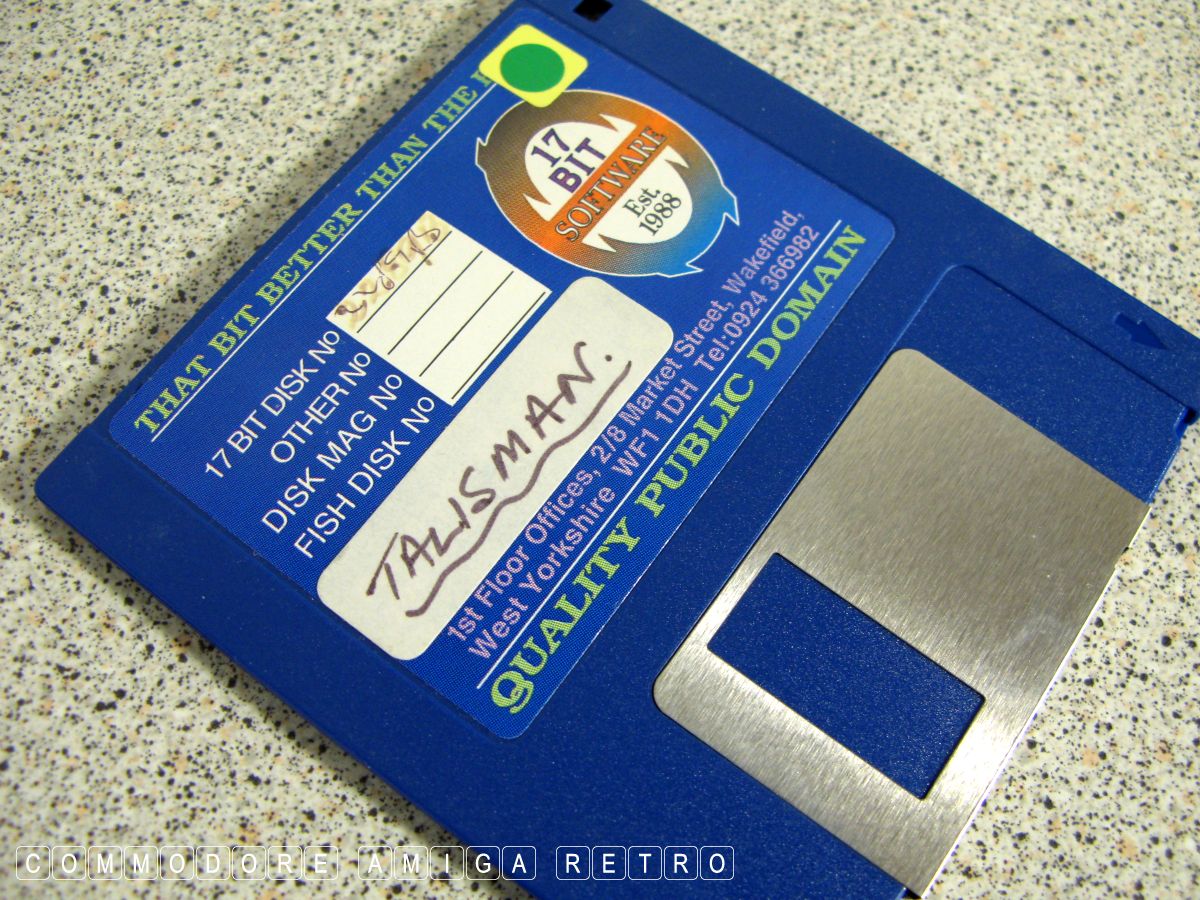 THAT BIT BETTER THAN THE
17
BIT
SOFTWARE
Est.
1988
17 BIT DISK NO
OTHER NO
DISK MAG NO
FISH DISK NO
TALISMAN.
1st Floor Offices, 2/8 Market Street, Wakefield,
West Yorkshire WF1 1DH Tel:0924 366982
QUALITY PUBLIC DOMAIN
COMMODORE AMIGA RETRO